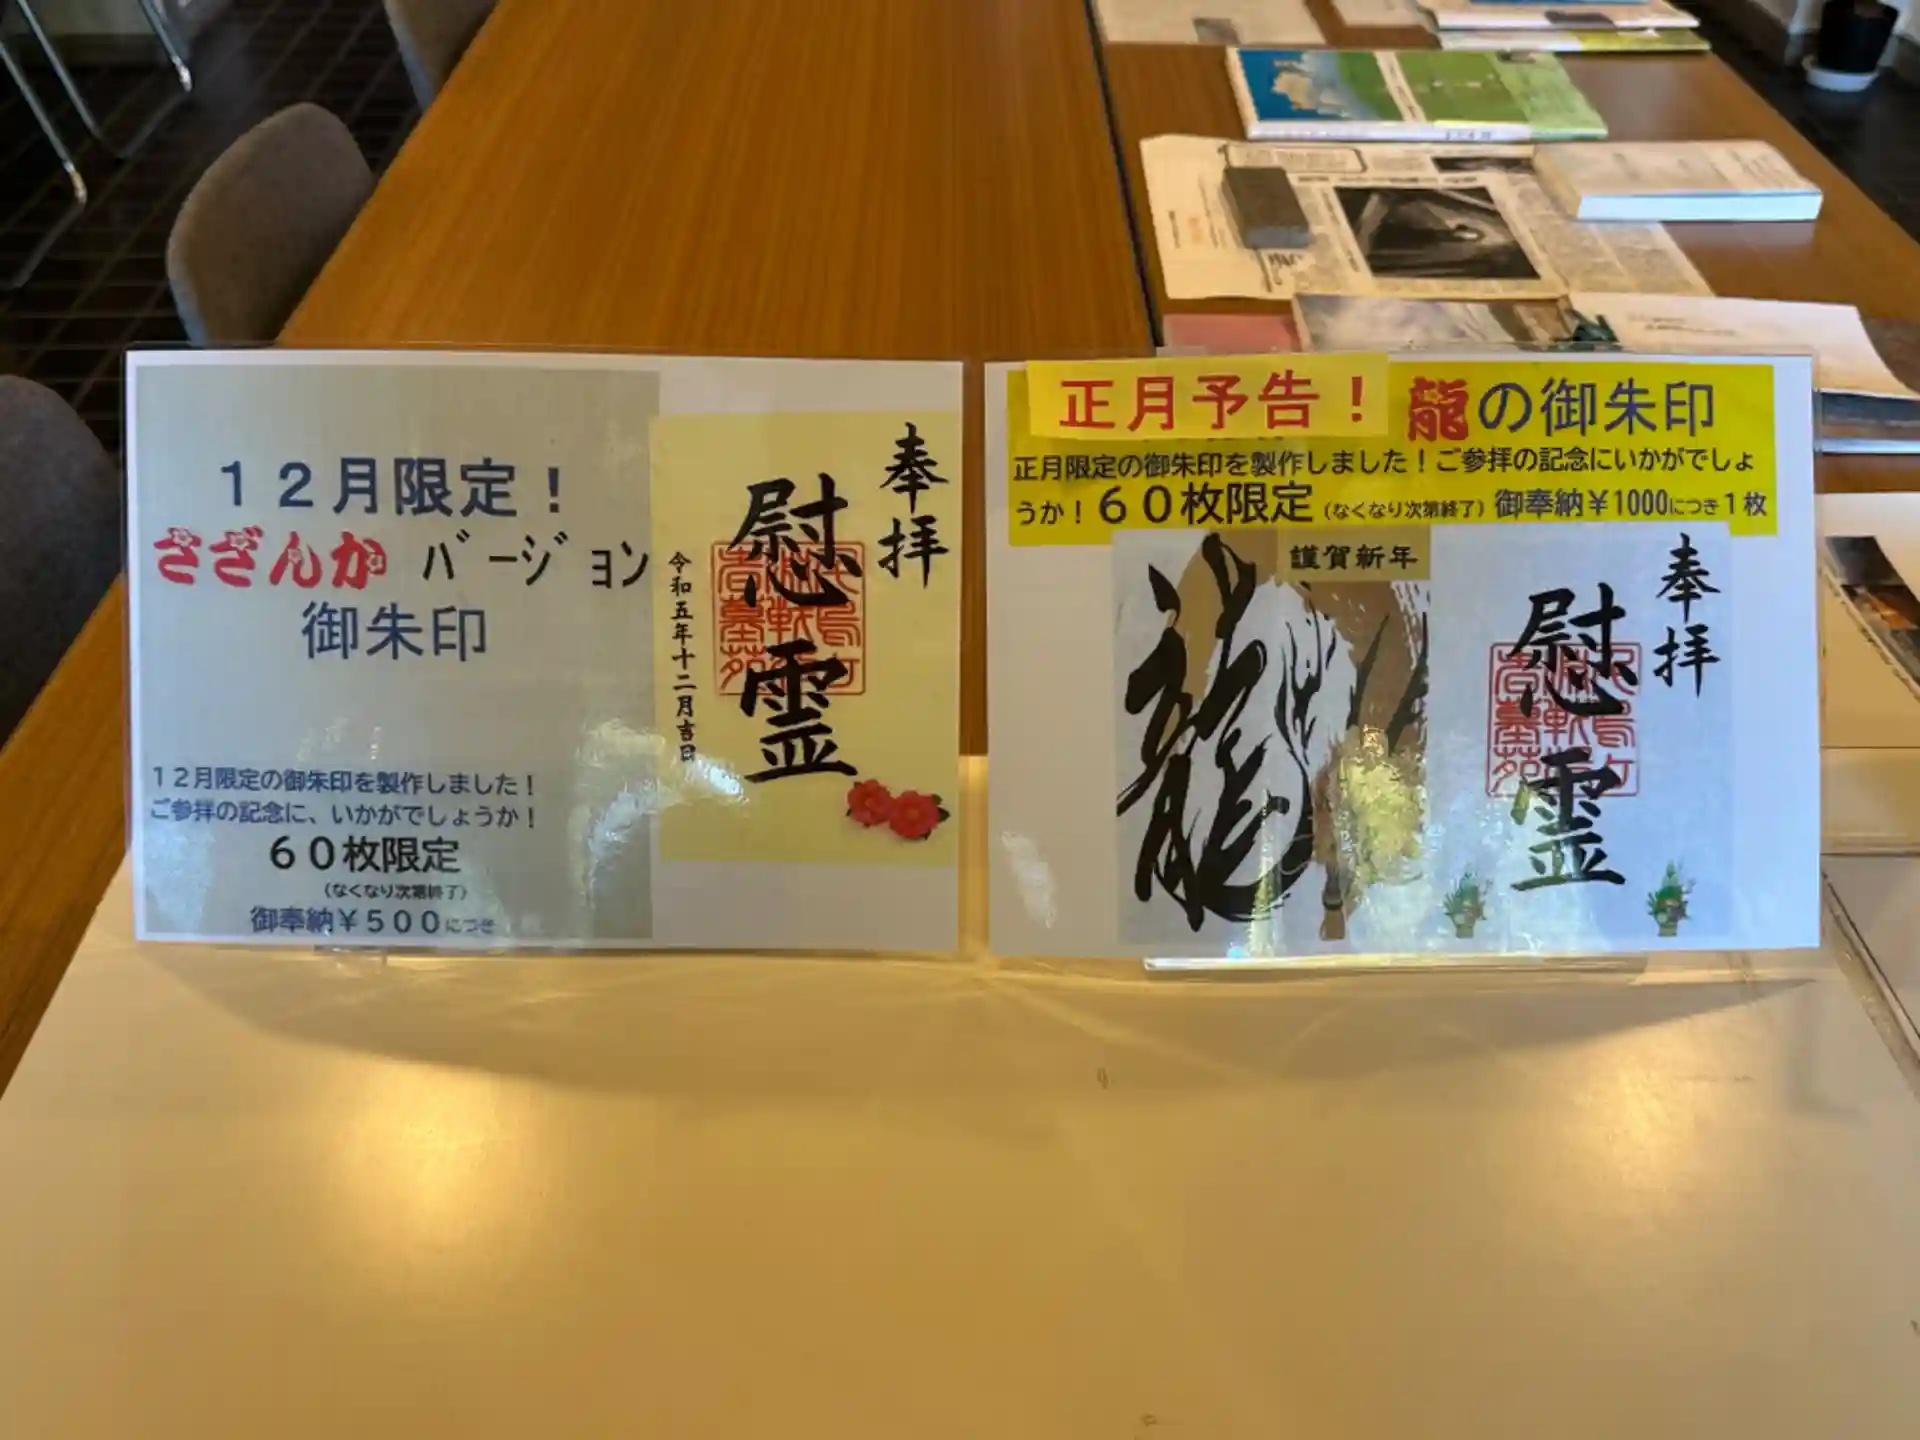 12月限定！
さざんか バージョン
御朱印
12月限定の御朱印を製作しました！
ご参拝の記念に、いかがでしょうか！
60枚限定
（なくなり次第終了）
御奉納￥500につき
奉拝
慰霊
令和五年十二月吉日
正月予告！ 龍の御朱印
正月限定の御朱印を製作しました！ご参拝の記念にいかがでしょ
うか！60枚限定（なくなり次第終了）御奉納￥1000につき1枚
謹賀新年
奉拝
慰霊
龍